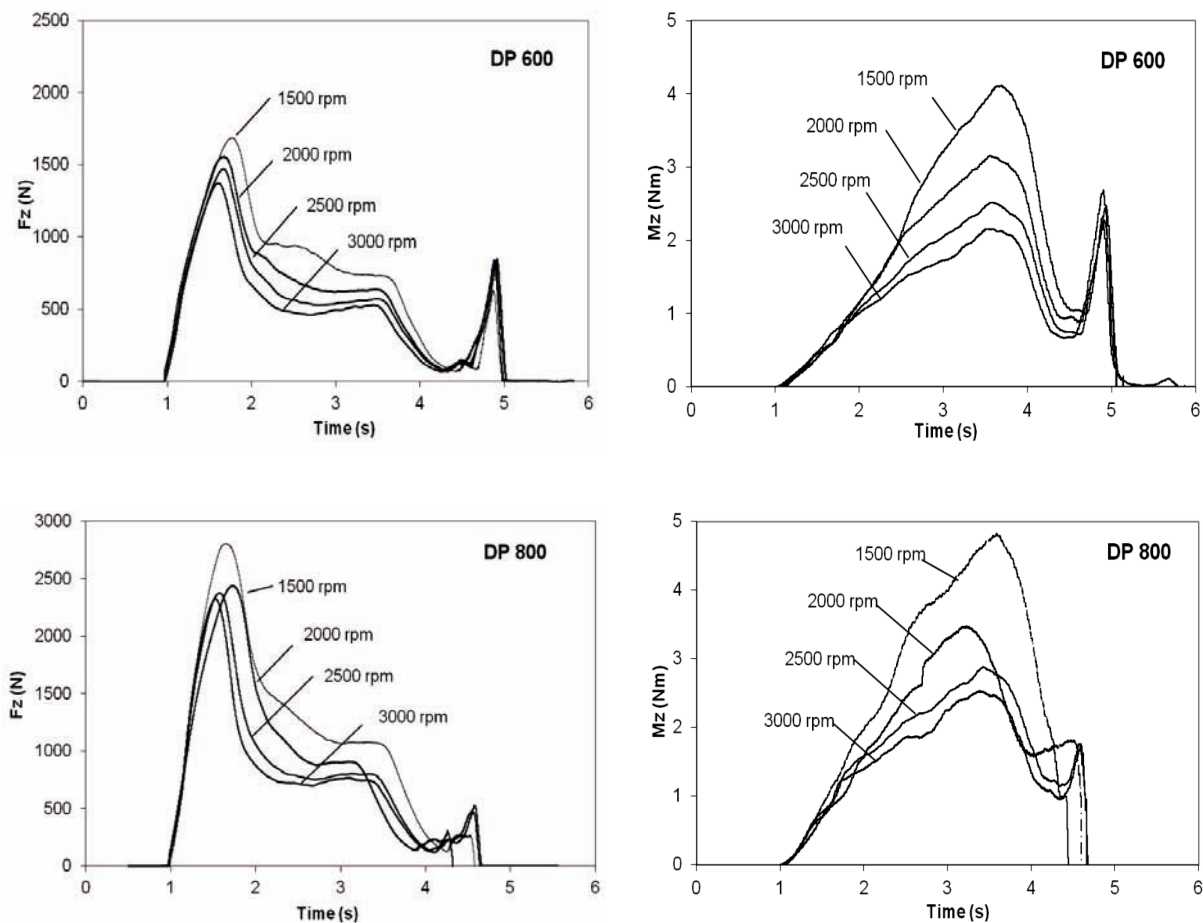 2500
2000
1500
1000
500
0
Fz (N)
DP 600
1500 rpm
2000 rpm
2500 rpm
3000 rpm
0 1 2 3 4 5 6
Time (s)
5
4
3
2
1
0
Mz (Nm)
DP 600
1500 rpm
2000 rpm
2500 rpm
3000 rpm
0 1 2 3 4 5 6
Time (s)
3000
2500
2000
1500
1000
500
0
Fz (N)
DP 800
1500 rpm
2000 rpm
2500 rpm
3000 rpm
0 1 2 3 4 5 6
Time (s)
5
4
3
2
1
0
Mz (Nm)
DP 800
1500 rpm
2000 rpm
2500 rpm
3000 rpm
0 1 2 3 4 5 6
Time (s)